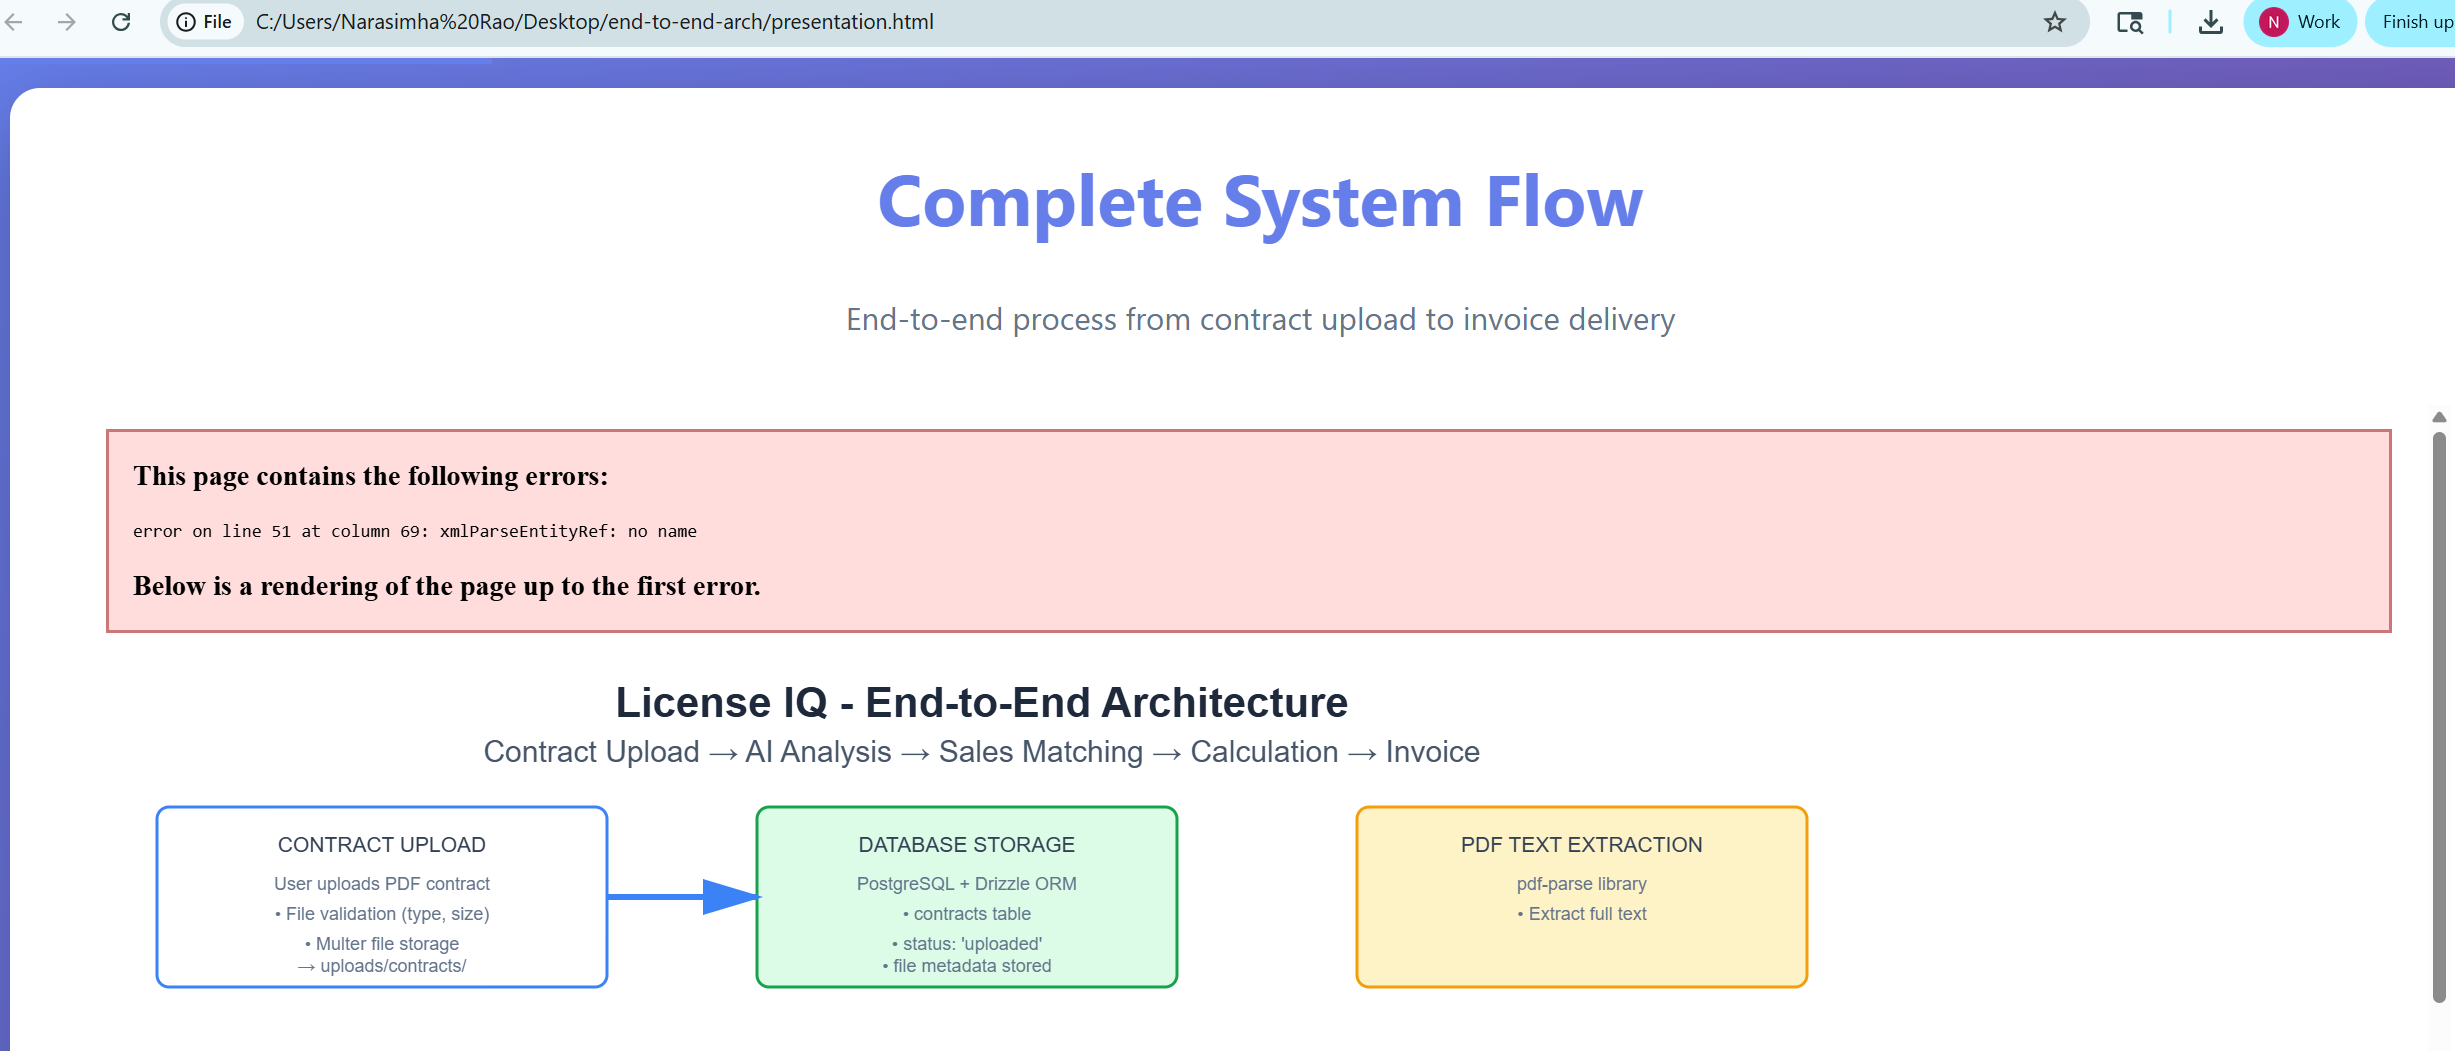 File C:/Users/Narasimha%20Rao/Desktop/end-to-end-arch/presentation.html N Work Finish up
Complete System Flow
End-to-end process from contract upload to invoice delivery
This page contains the following errors:
error on line 51 at column 69: xmlParseEntityRef: no name
Below is a rendering of the page up to the first error.
License IQ - End-to-End Architecture
Contract Upload → AI Analysis → Sales Matching → Calculation → Invoice
CONTRACT UPLOAD
User uploads PDF contract
• File validation (type, size)
• Multer file storage
→ uploads/contracts/
DATABASE STORAGE
PostgreSQL + Drizzle ORM
• contracts table
• status: 'uploaded'
• file metadata stored
PDF TEXT EXTRACTION
pdf-parse library
• Extract full text